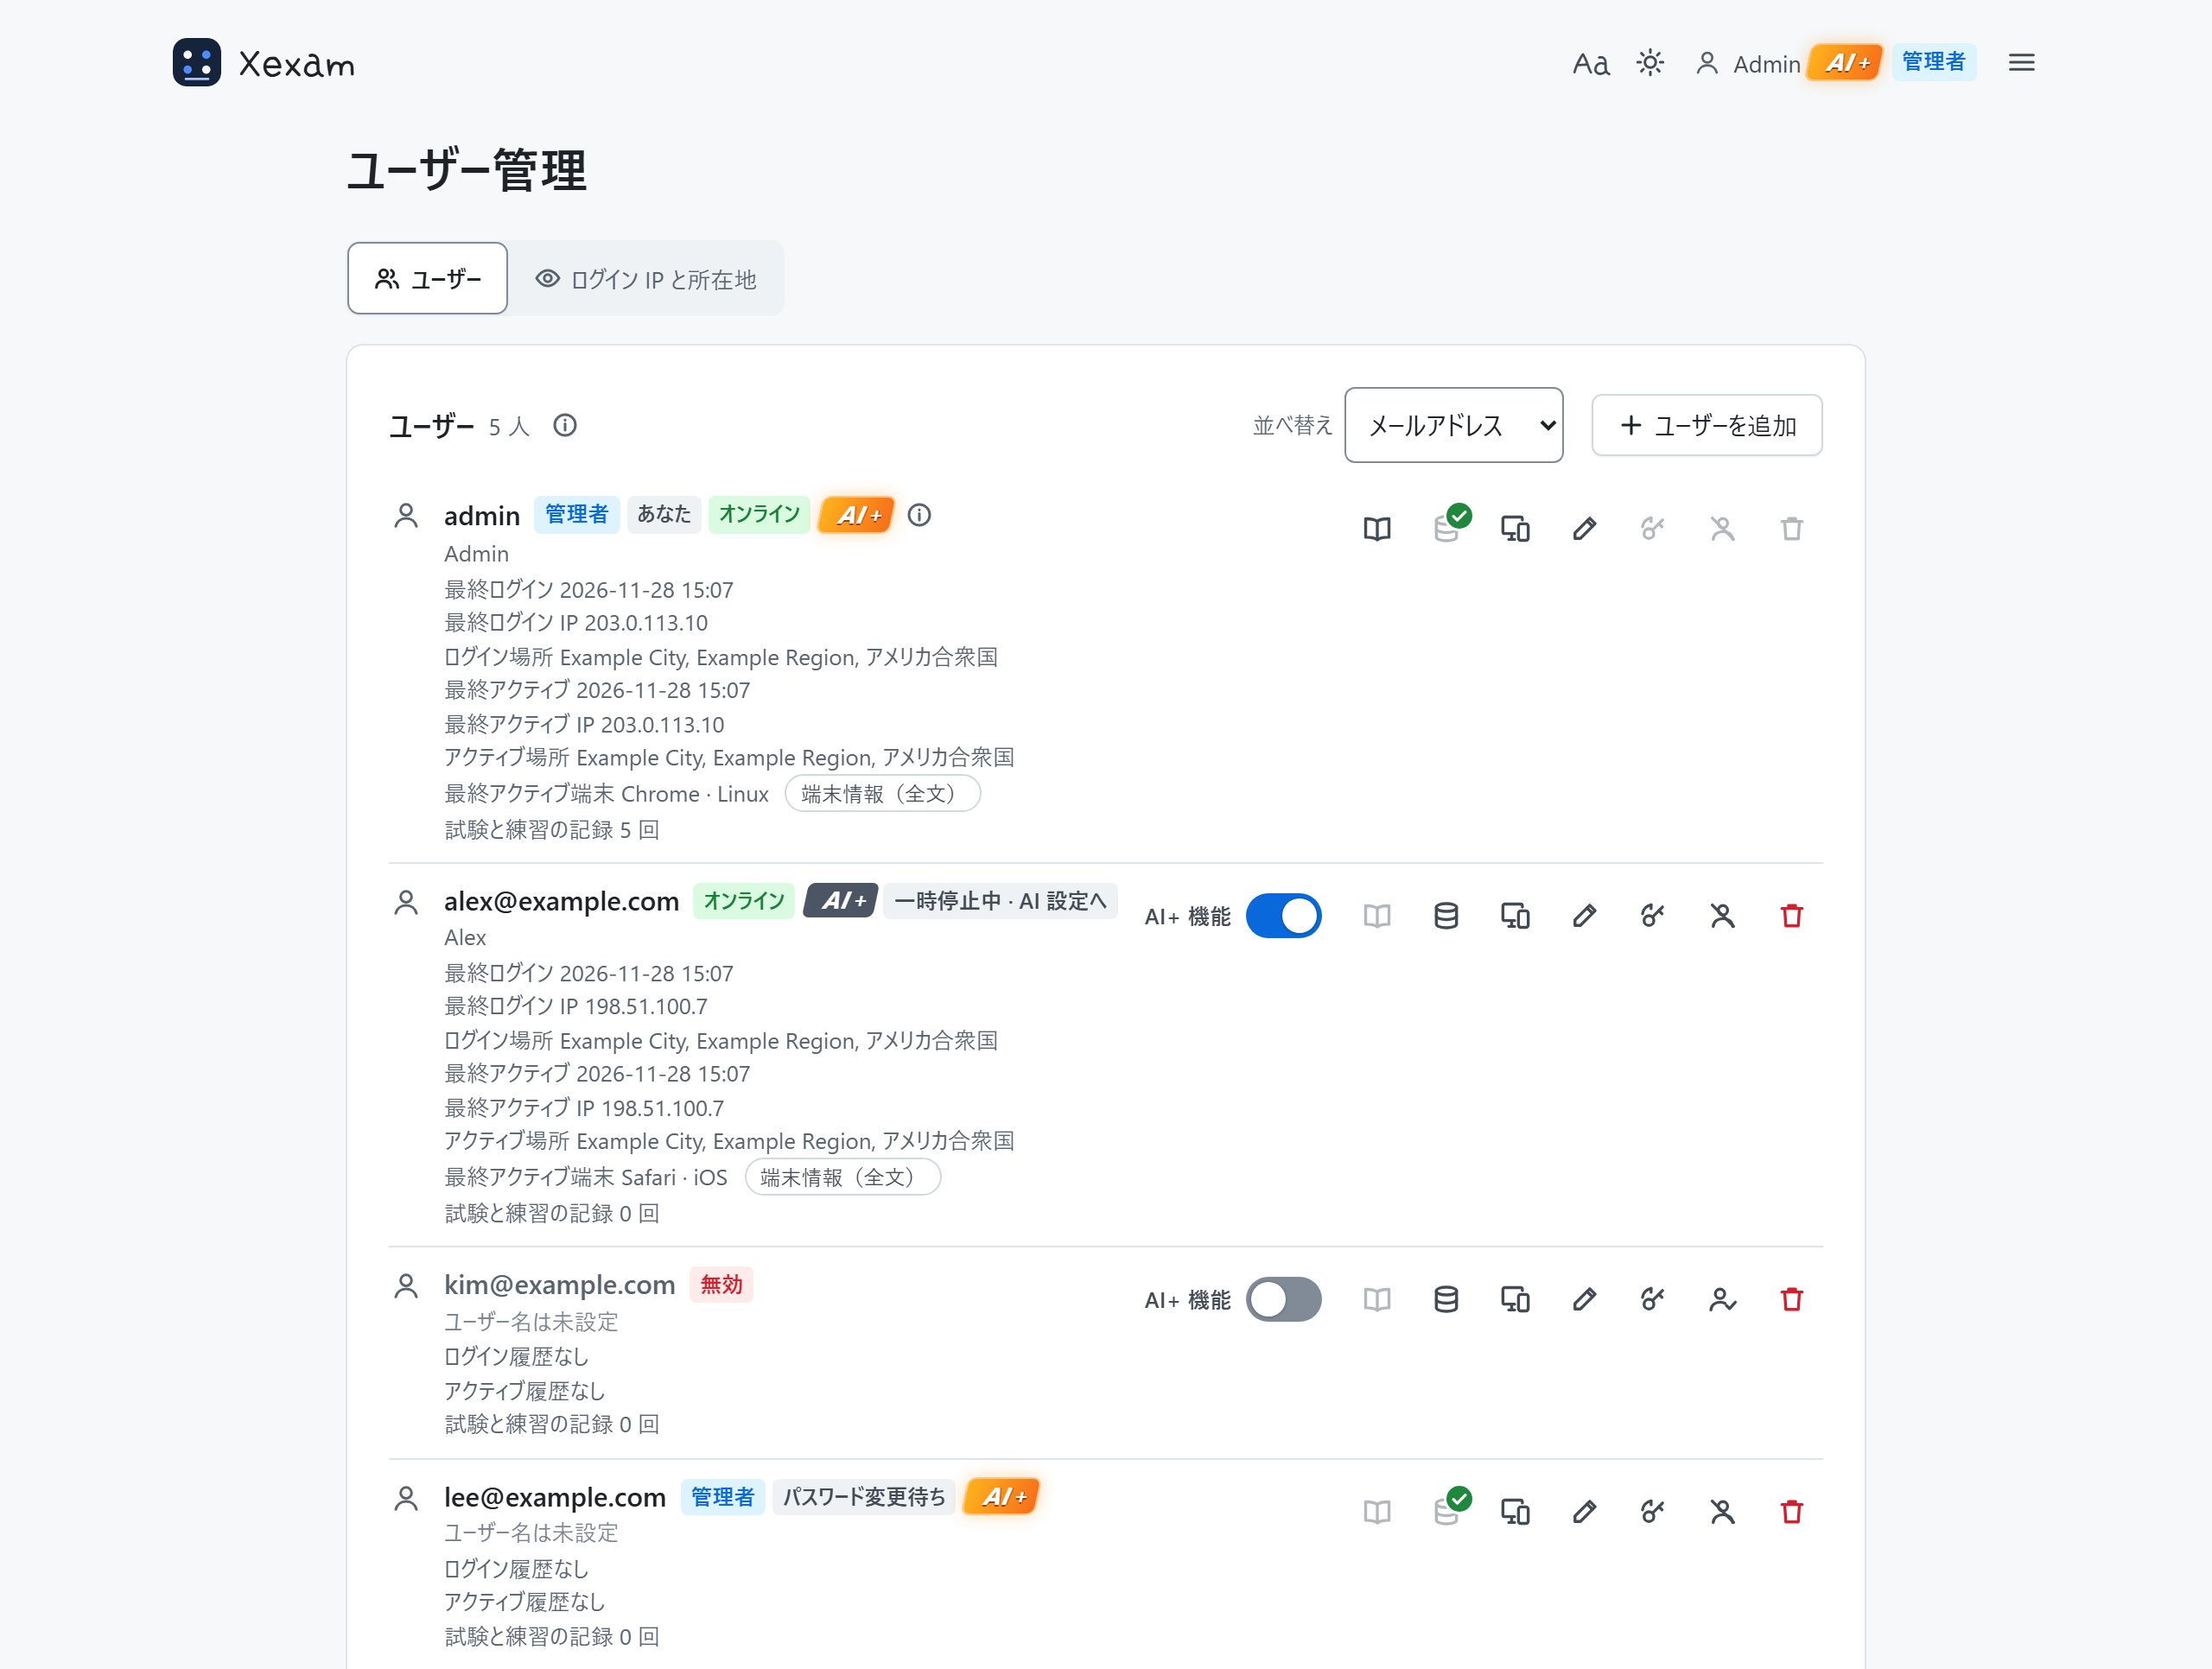 Xexam
Aa Admin AI+ 管理者
ユーザー管理
ユーザー ログイン IP と所在地
ユーザー 5 人 並べ替え メールアドレス ユーザーを追加
admin 管理者 あなた オンライン AI+
Admin
最終ログイン 2026-11-28 15:07
最終ログイン IP 203.0.113.10
ログイン場所 Example City, Example Region, アメリカ合衆国
最終アクティブ 2026-11-28 15:07
最終アクティブ IP 203.0.113.10
アクティブ場所 Example City, Example Region, アメリカ合衆国
最終アクティブ端末 Chrome · Linux 端末情報（全文）
試験と練習の記録 5 回
alex@example.com オンライン AI+ 一時停止中 · AI 設定へ AI+ 機能
Alex
最終ログイン 2026-11-28 15:07
最終ログイン IP 198.51.100.7
ログイン場所 Example City, Example Region, アメリカ合衆国
最終アクティブ 2026-11-28 15:07
最終アクティブ IP 198.51.100.7
アクティブ場所 Example City, Example Region, アメリカ合衆国
最終アクティブ端末 Safari · iOS 端末情報（全文）
試験と練習の記録 0 回
kim@example.com 無効 AI+ 機能
ユーザー名は未設定
ログイン履歴なし
アクティブ履歴なし
試験と練習の記録 0 回
lee@example.com 管理者 パスワード変更待ち AI+
ユーザー名は未設定
ログイン履歴なし
アクティブ履歴なし
試験と練習の記録 0 回